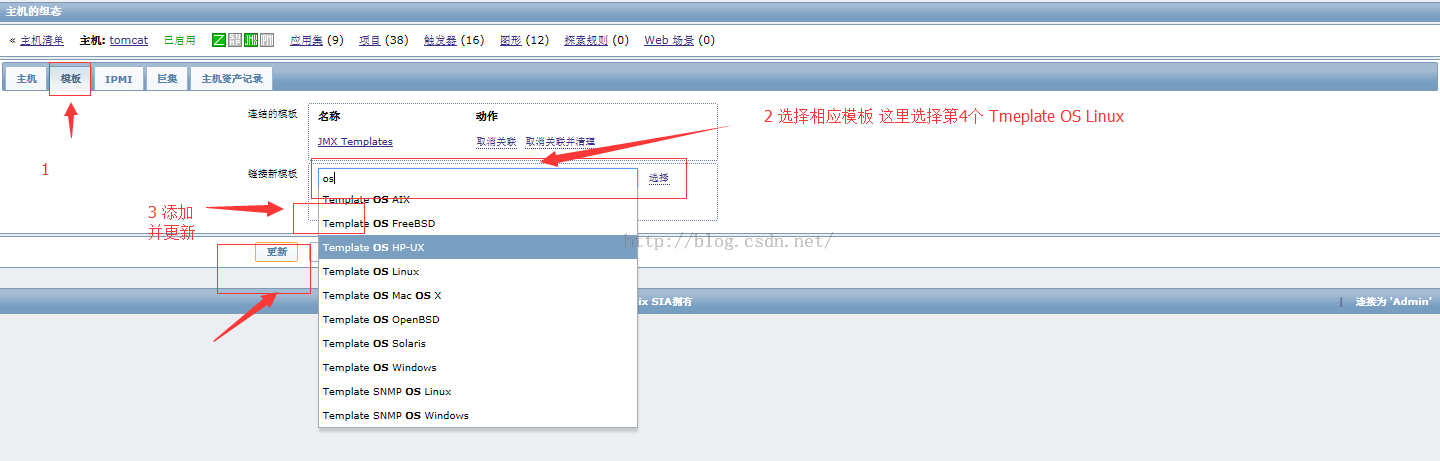 主机的组态
« 主机清单 主机: tomcat 已启用 应用集 (9) 项目 (38) 触发器 (16) 图形 (12) 探索规则 (0) Web 场景 (0)
主机 模板 IPMI 巨集 主机资产记录
连结的模板 名称 动作
JMX Templates 取消关联 取消关联并清理
2 选择相应模板 这里选择第4个 Tmeplate OS Linux
1
链接新模板 os 选择
Template OS AIX
3 添加
并更新
Template OS FreeBSD
http://blog.csdn.net/
更新 Template OS HP-UX
Template OS Linux
Template OS Mac OS X
ix SIA拥有 | 连接为 'Admin'
Template OS OpenBSD
Template OS Solaris
Template OS Windows
Template SNMP OS Linux
Template SNMP OS Windows